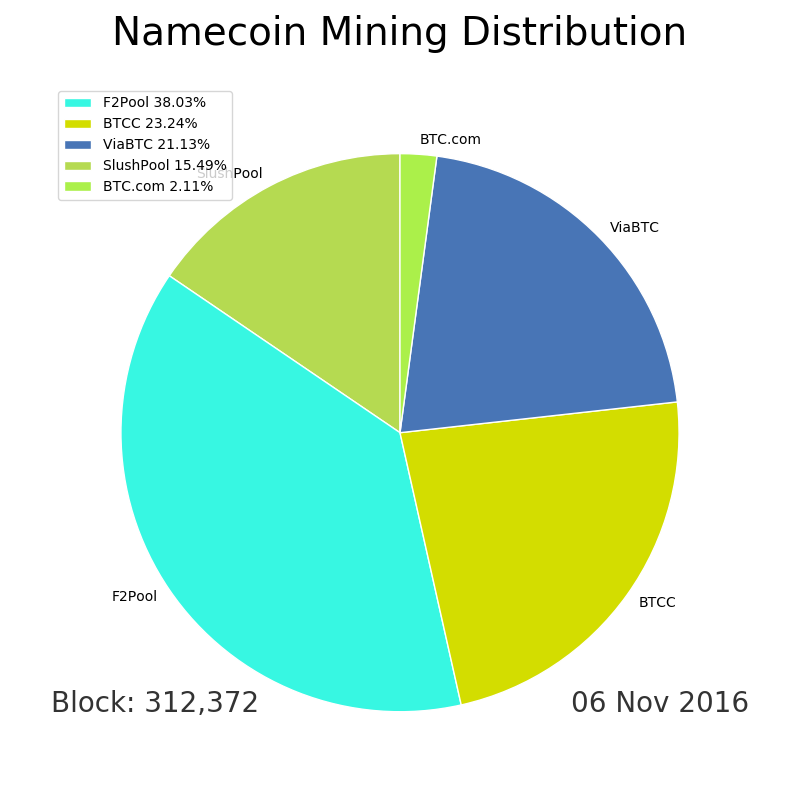 Namecoin Mining Distribution
F2Pool 38.03%
BTCC 23.24%
ViaBTC 21.13%
SlushPool 15.49%
BTC.com 2.11%
BTC.com
SlushPool
ViaBTC
F2Pool
BTCC
Block: 312,372
06 Nov 2016